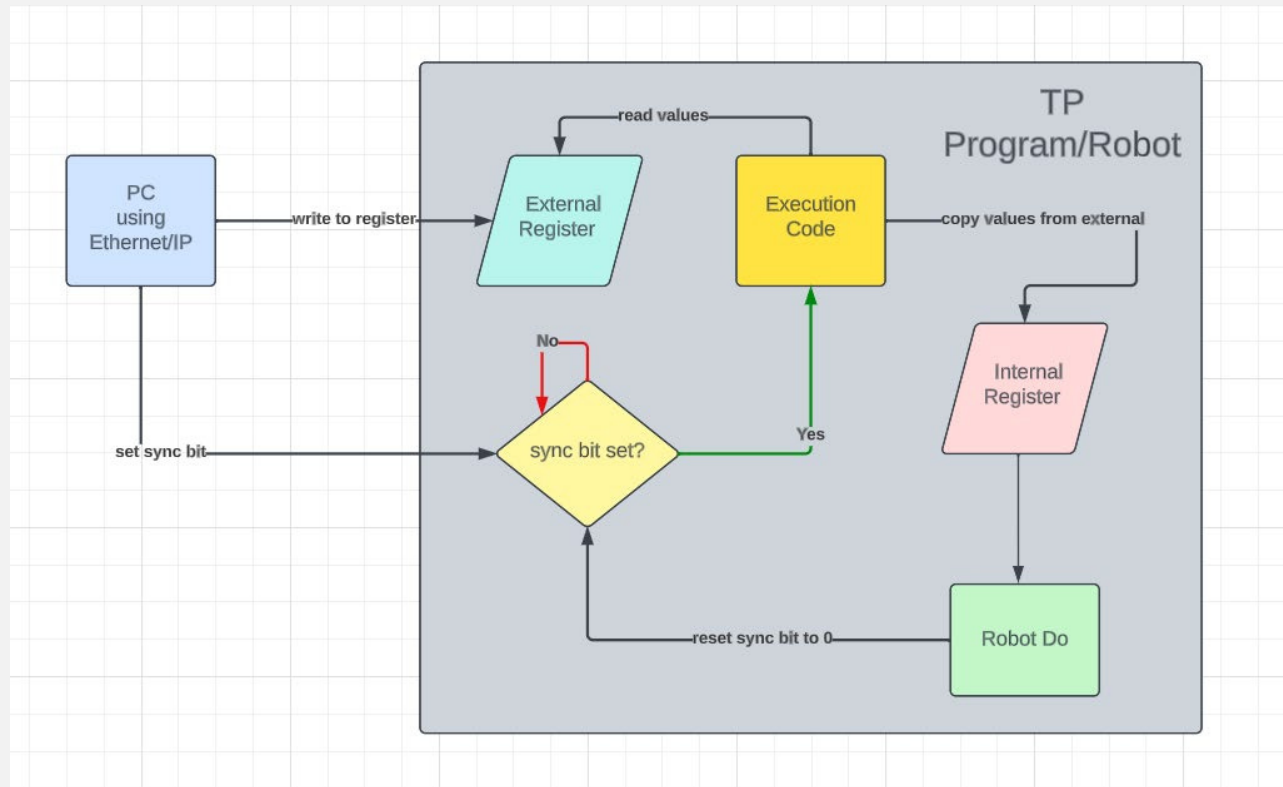 TP
Program/Robot
read values
PC
using
Ethernet/IP
write to register
External
Register
Execution
Code
copy values from external
No
Internal
Register
Yes
set sync bit
sync bit set?
reset sync bit to 0
Robot Do